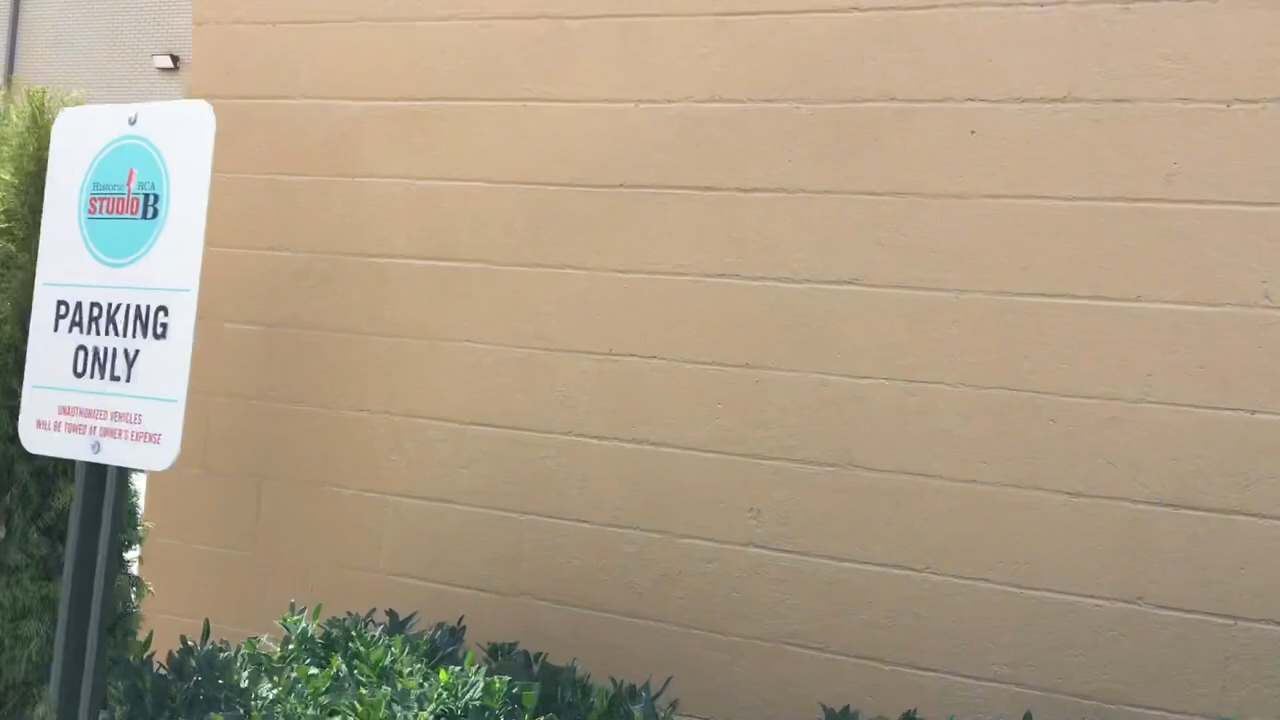 Historic RCA
STUDIO B
PARKING
ONLY
UNAUTHORIZED VEHICLES
WILL BE TOWED AT OWNER'S EXPENSE